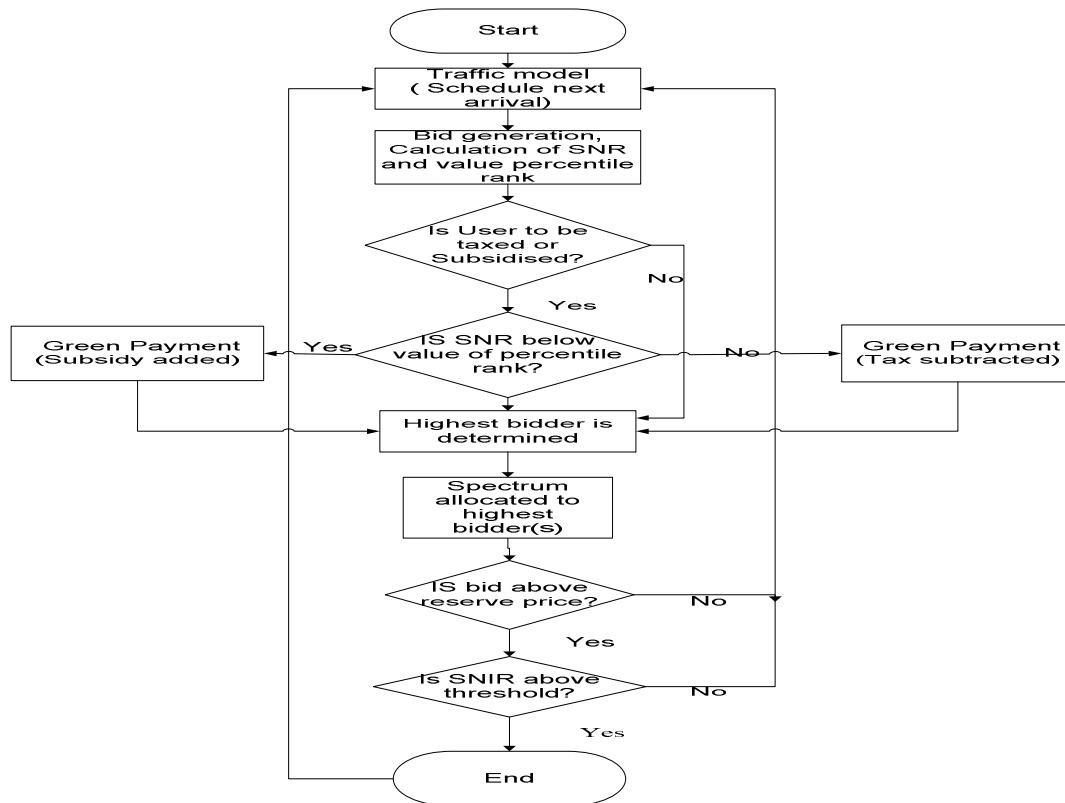 Start
Traffic model
( Schedule next
arrival)
Bid generation,
Calculation of SNR
and value percentile
rank
Is User to be
taxed or
Subsidised?
No
Yes
Green Payment
(Subsidy added)
Yes
IS SNR below
value of percentile
rank?
No
Green Payment
(Tax subtracted)
Highest bidder is
determined
Spectrum
allocated to
highest
bidder(s)
IS bid above
reserve price?
No
Yes
Is SNIR above
threshold?
No
Yes
End